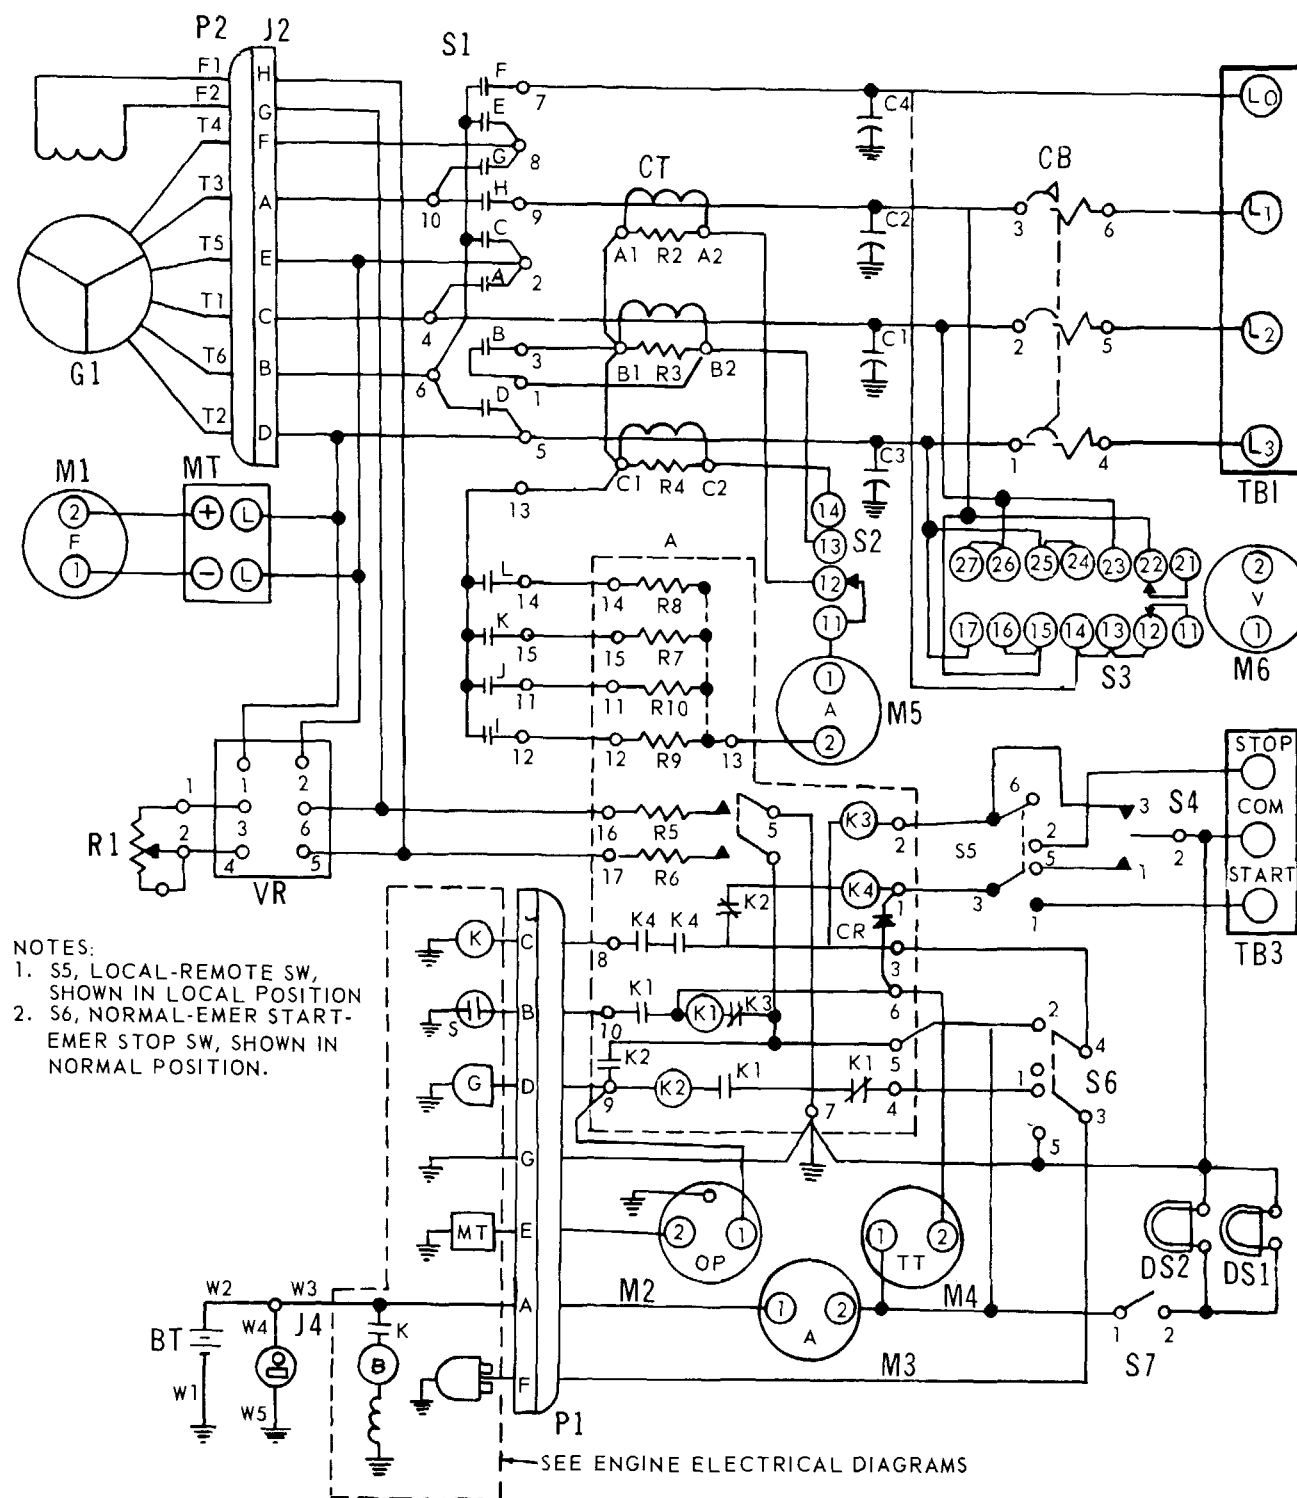 P2 J2
S1
F1 H
F2 G
T4 F
T3 A
T5 E
T1 C
T6 B
T2 D
G1
F 7
E
G 8
10 H 9
C
A 2
4
B 3
6 1
D 5
13
CT
A1 R2 A2
B1 R3 B2
C1 R4 C2
C4
C2
C1
C3
CB
3 6
2 5
1 4
L0
L1
L2
L3
TB1
M1 MT
2 + L
F
1 - L
14
13 S2
12
11
A
L 14 14 R8
K 15 15 R7
J 11 11 R10
I 12 12 R9 13
1
A M5
2
27 26 25 24 23 22 21
17 16 15 14 13 12 11
S3
2
V
1
M6
1 2
1 3 6
2 4 5
R1
VR
16 R5 5
17 R6
K3 2
K2 K4 1
CR
6
S5 2
5
3 1
3 S4
2
1
STOP
COM
START
TB3
NOTES:
1. S5, LOCAL-REMOTE SW,
SHOWN IN LOCAL POSITION
2. S6, NORMAL-EMER START-
EMER STOP SW, SHOWN IN
NORMAL POSITION.
J
K C 8 K4 K4 3
S B 10 K1 K1 K3 6
K2 5
G D 9 K2 K1 K1 4
7
G
MT E
A
F
2 4
1 S6
3
5
2 1
OP
M2
1 2
TT
M4
1 2
A
M3
DS2 DS1
1 2
S7
W2 W3
W4 J4
BT
W1 W5
K
B
P1
SEE ENGINE ELECTRICAL DIAGRAMS